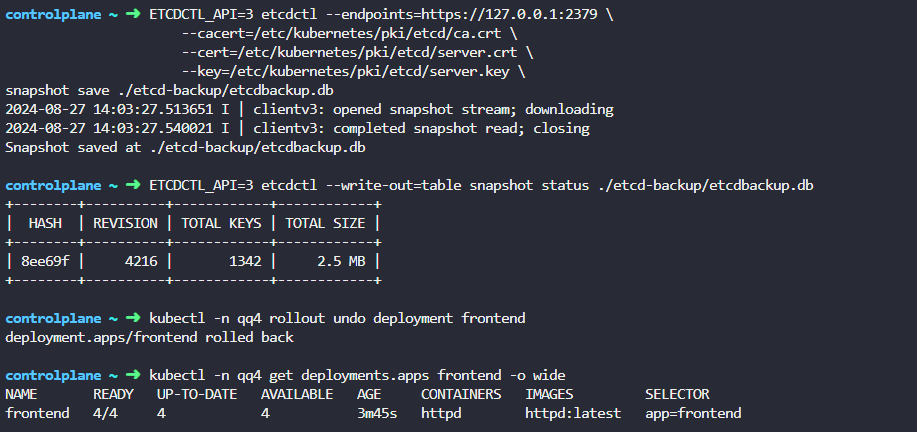 controlplane ~ ➜ ETCDCTL_API=3 etcdctl --endpoints=https://127.0.0.1:2379 \
--cacert=/etc/kubernetes/pki/etcd/ca.crt \
--cert=/etc/kubernetes/pki/etcd/server.crt \
--key=/etc/kubernetes/pki/etcd/server.key \
snapshot save ./etcd-backup/etcdbackup.db
2024-08-27 14:03:27.513651 I | clientv3: opened snapshot stream; downloading
2024-08-27 14:03:27.540021 I | clientv3: completed snapshot read; closing
Snapshot saved at ./etcd-backup/etcdbackup.db
controlplane ~ ➜ ETCDCTL_API=3 etcdctl --write-out=table snapshot status ./etcd-backup/etcdbackup.db
+--------+----------+------------+------------+
| HASH | REVISION | TOTAL KEYS | TOTAL SIZE |
+--------+----------+------------+------------+
| 8ee69f | 4216 | 1342 | 2.5 MB |
+--------+----------+------------+------------+
controlplane ~ ➜ kubectl -n qq4 rollout undo deployment frontend
deployment.apps/frontend rolled back
controlplane ~ ➜ kubectl -n qq4 get deployments.apps frontend -o wide
NAME READY UP-TO-DATE AVAILABLE AGE CONTAINERS IMAGES SELECTOR
frontend 4/4 4 4 3m45s httpd httpd:latest app=frontend